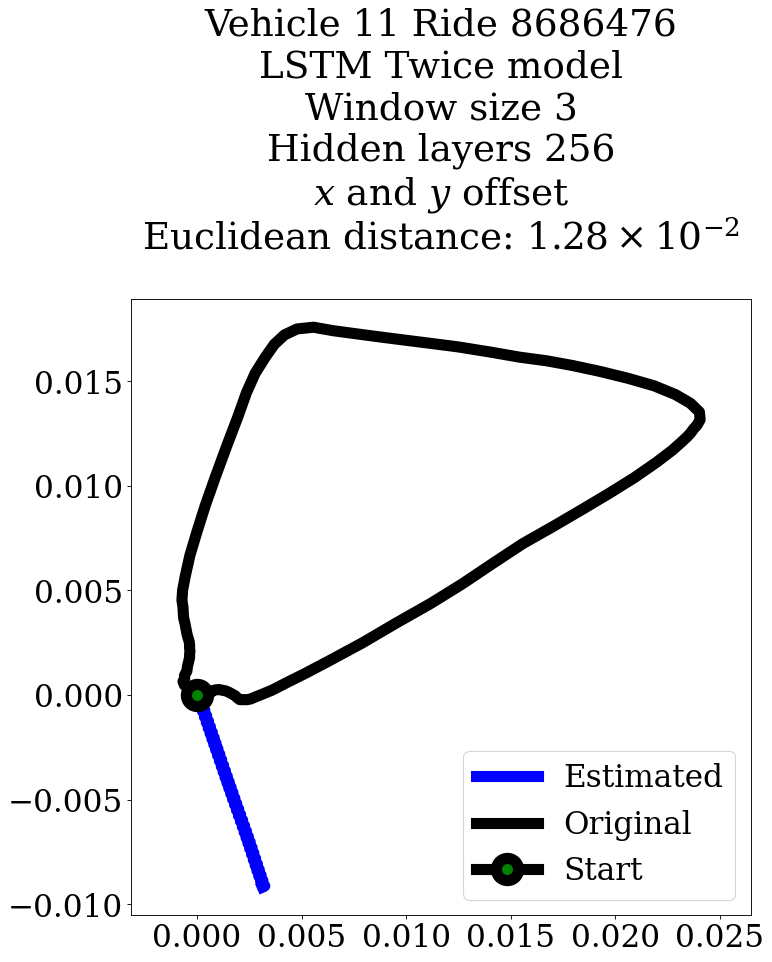 Vehicle 11 Ride 8686476
LSTM Twice model
Window size 3
Hidden layers 256
x and y offset
Euclidean distance: 1.28 × 10⁻²
0.015
0.010
0.005
0.000
−0.005
−0.010
Estimated
Original
Start
0.000 0.005 0.010 0.015 0.020 0.025